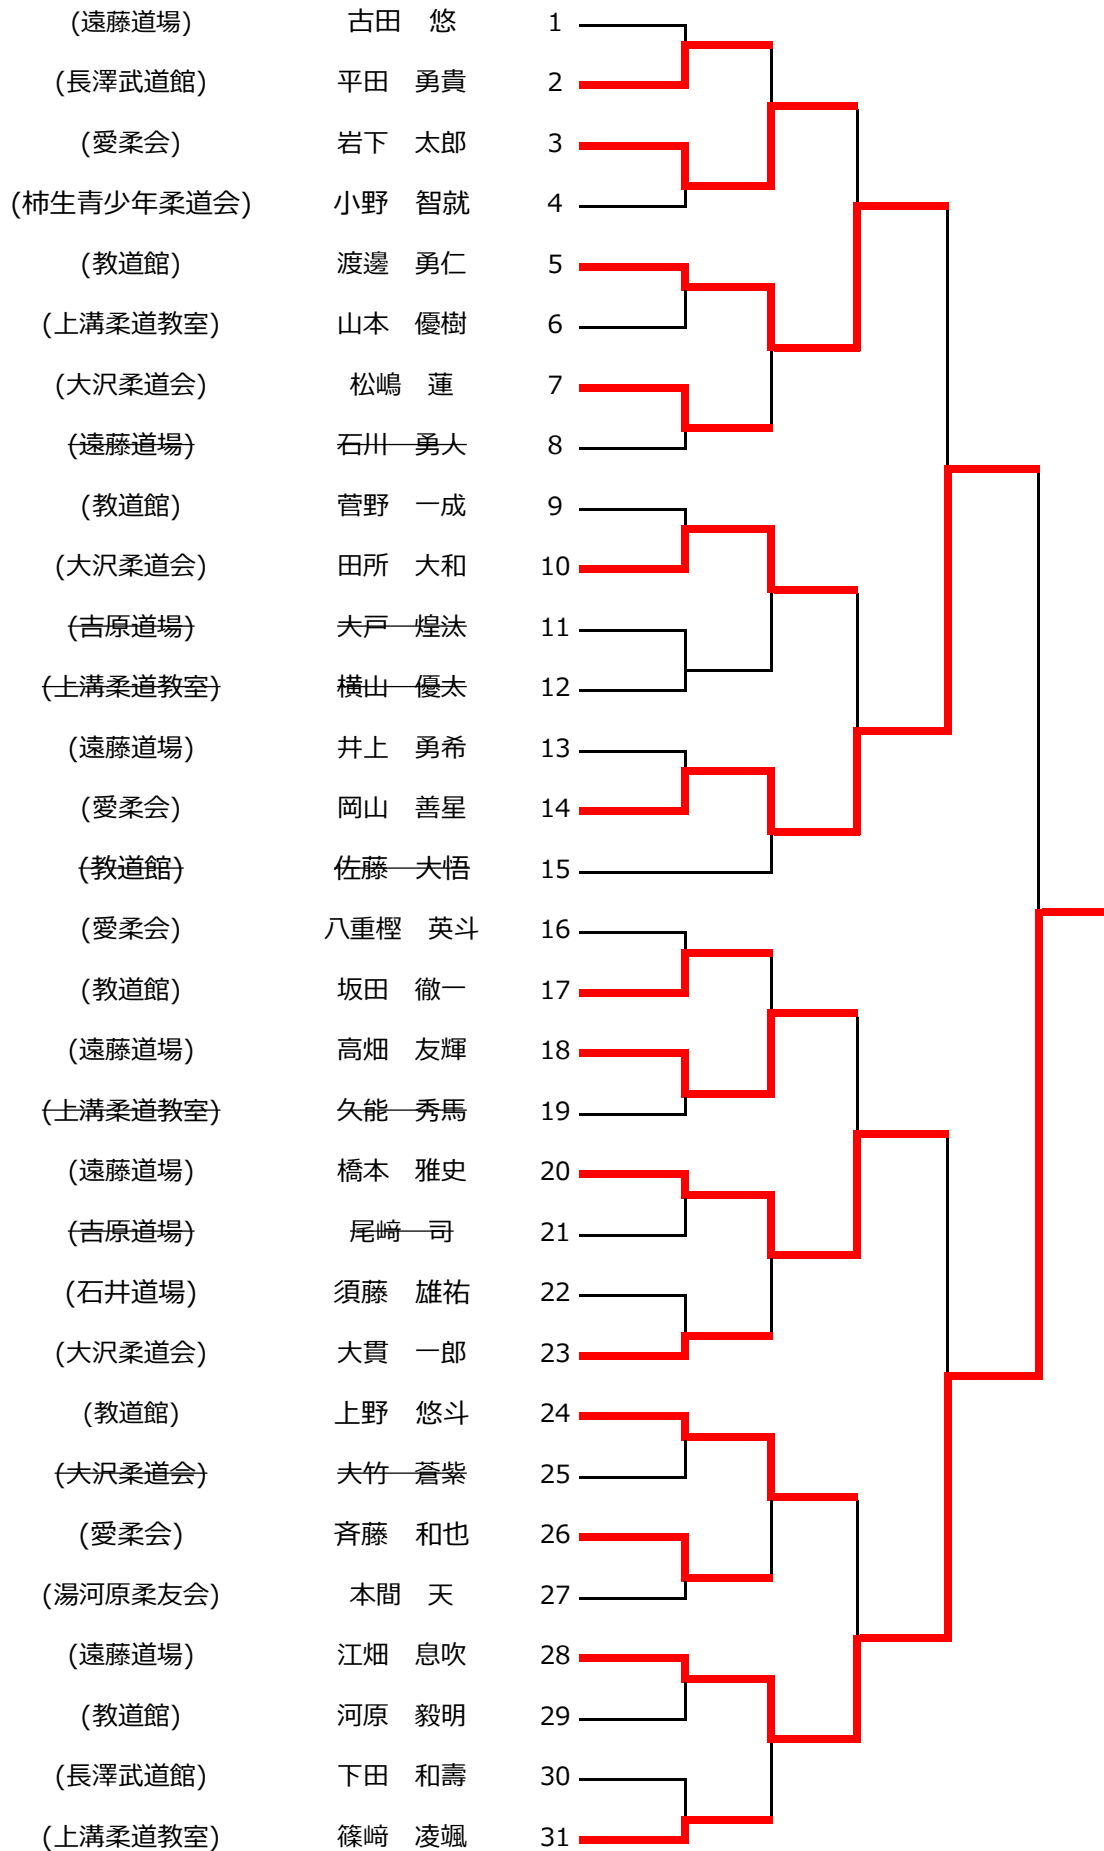 (遠藤道場) 古田　悠 1
(長澤武道館) 平田　勇貴 2
(愛柔会) 岩下　太郎 3
(柿生青少年柔道会) 小野　智就 4
(教道館) 渡邊　勇仁 5
(上溝柔道教室) 山本　優樹 6
(大沢柔道会) 松嶋　蓮 7
(遠藤道場) 石川　勇人 8
(教道館) 菅野　一成 9
(大沢柔道会) 田所　大和 10
(吉原道場) 大戸　煌汰 11
(上溝柔道教室) 横山　優太 12
(遠藤道場) 井上　勇希 13
(愛柔会) 岡山　善星 14
(教道館) 佐藤　大悟 15
(愛柔会) 八重樫　英斗 16
(教道館) 坂田　徹一 17
(遠藤道場) 高畑　友輝 18
(上溝柔道教室) 久能　秀馬 19
(遠藤道場) 橋本　雅史 20
(吉原道場) 尾﨑　司 21
(石井道場) 須藤　雄祐 22
(大沢柔道会) 大貫　一郎 23
(教道館) 上野　悠斗 24
(大沢柔道会) 大竹　蒼紫 25
(愛柔会) 斉藤　和也 26
(湯河原柔友会) 本間　天 27
(遠藤道場) 江畑　息吹 28
(教道館) 河原　毅明 29
(長澤武道館) 下田　和壽 30
(上溝柔道教室) 篠﨑　凌颯 31